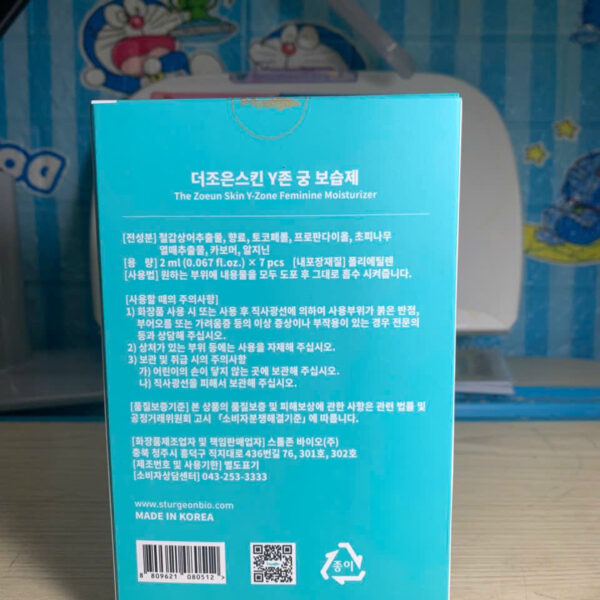 더조은스킨 Y존 궁 보습제
The Zoeun Skin Y-Zone Feminine Moisturizer
[전성분] 철갑상어추출물, 향료, 토코페롤, 프로판다이올, 초피나무
열매추출물, 카보머, 알지닌
[용 량] 2 ml (0.067 fl.oz.) × 7 pcs [내포장재질] 폴리에틸렌
[사용법] 원하는 부위에 내용물을 모두 도포 후 그대로 흡수 시켜줍니다.
[사용할 때의 주의사항]
1) 화장품 사용 시 또는 사용 후 직사광선에 의하여 사용부위가 붉은 반점,
부어오름 또는 가려움증 등의 이상 증상이나 부작용이 있는 경우 전문의
등과 상담해 주십시오.
2) 상처가 있는 부위 등에는 사용을 자제해 주십시오.
3) 보관 및 취급 시의 주의사항
가) 어린이의 손이 닿지 않는 곳에 보관해 주십시오.
나) 직사광선을 피해서 보관해 주십시오.
[품질보증기준] 본 상품의 품질보증 및 피해보상에 관한 사항은 관련 법률 및
공정거래위원회 고시 「소비자분쟁해결기준」에 따릅니다.
[화장품제조업자 및 책임판매업자] 스톨존 바이오(주)
충북 청주시 흥덕구 직지대로 436번길 76, 301호, 302호
[제조번호 및 사용기한] 별도표기
[소비자상담센터] 043-253-3333
www.sturgeonbio.com
MADE IN KOREA
8 809621 080512 >
종이